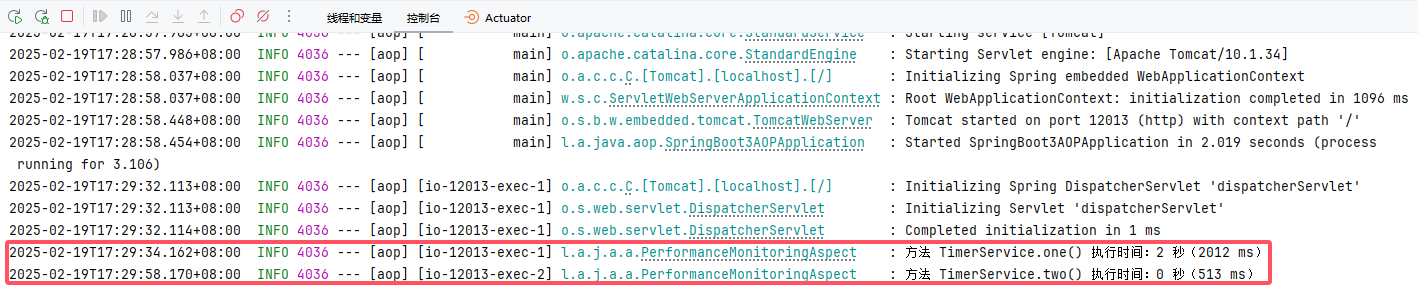 线程和变量 控制台 Actuator
2025-02-19T17:28:57.985+08:00 INFO 4036 --- [aop] [ main] o.apache.catalina.core.StandardService : Starting service [Tomcat]
2025-02-19T17:28:57.986+08:00 INFO 4036 --- [aop] [ main] o.apache.catalina.core.StandardEngine : Starting Servlet engine: [Apache Tomcat/10.1.34]
2025-02-19T17:28:58.037+08:00 INFO 4036 --- [aop] [ main] o.a.c.c.C.[Tomcat].[localhost].[/] : Initializing Spring embedded WebApplicationContext
2025-02-19T17:28:58.037+08:00 INFO 4036 --- [aop] [ main] w.s.c.ServletWebServerApplicationContext : Root WebApplicationContext: initialization completed in 1096 ms
2025-02-19T17:28:58.448+08:00 INFO 4036 --- [aop] [ main] o.s.b.w.embedded.tomcat.TomcatWebServer : Tomcat started on port 12013 (http) with context path '/'
2025-02-19T17:28:58.454+08:00 INFO 4036 --- [aop] [ main] l.a.java.aop.SpringBoot3AOPApplication : Started SpringBoot3AOPApplication in 2.019 seconds (process
running for 3.106)
2025-02-19T17:29:32.113+08:00 INFO 4036 --- [aop] [io-12013-exec-1] o.a.c.c.C.[Tomcat].[localhost].[/] : Initializing Spring DispatcherServlet 'dispatcherServlet'
2025-02-19T17:29:32.113+08:00 INFO 4036 --- [aop] [io-12013-exec-1] o.s.web.servlet.DispatcherServlet : Initializing Servlet 'dispatcherServlet'
2025-02-19T17:29:32.114+08:00 INFO 4036 --- [aop] [io-12013-exec-1] o.s.web.servlet.DispatcherServlet : Completed initialization in 1 ms
2025-02-19T17:29:34.162+08:00 INFO 4036 --- [aop] [io-12013-exec-1] l.a.j.a.a.PerformanceMonitoringAspect : 方法 TimerService.one() 执行时间：2 秒（2012 ms）
2025-02-19T17:29:58.170+08:00 INFO 4036 --- [aop] [io-12013-exec-2] l.a.j.a.a.PerformanceMonitoringAspect : 方法 TimerService.two() 执行时间：0 秒（513 ms）